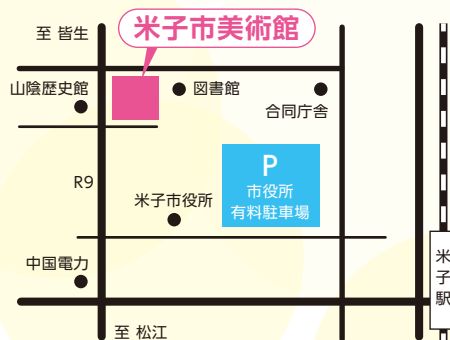 至 皆生
米子市美術館
山陰歴史館
図書館
合同庁舎
R9
P
市役所
有料駐車場
米子市役所
中国電力
米子駅
至 松江